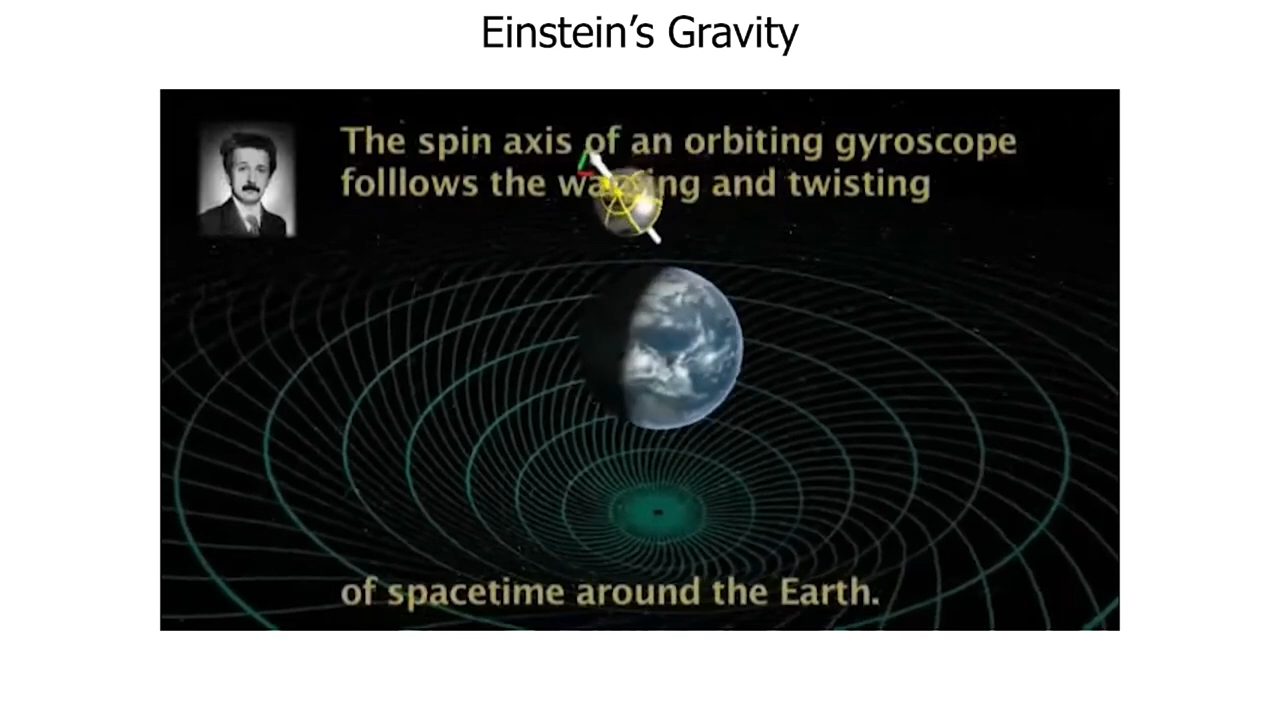 Einstein’s Gravity
The spin axis of an orbiting gyroscope
folllows the and twisting
of spacetime around the Earth.